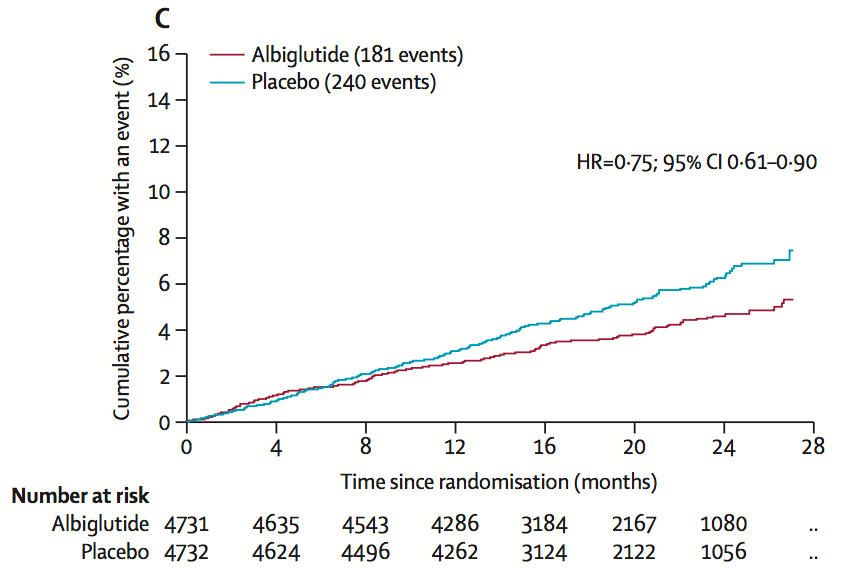 C
Cumulative percentage with an event (%)
16
14
12
10
8
6
4
2
0
Albiglutide (181 events)
Placebo (240 events)
HR=0·75; 95% CI 0·61–0·90
0 4 8 12 16 20 24 28
Time since randomisation (months)
Number at risk
Albiglutide 4731 4635 4543 4286 3184 2167 1080 ..
Placebo 4732 4624 4496 4262 3124 2122 1056 ..